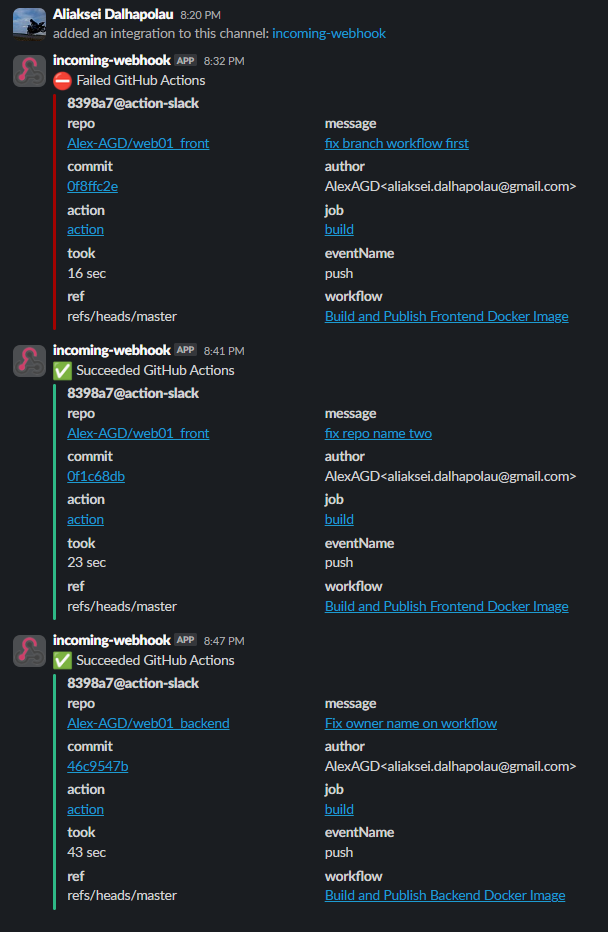 Aliaksei Dalhapolau 8:20 PM
added an integration to this channel: incoming-webhook
incoming-webhook APP 8:32 PM
Failed GitHub Actions
8398a7@action-slack
repo message
Alex-AGD/web01_front fix branch workflow first
commit author
0f8ffc2e AlexAGD<aliaksei.dalhapolau@gmail.com>
action job
action build
took eventName
16 sec push
ref workflow
refs/heads/master Build and Publish Frontend Docker Image
incoming-webhook APP 8:41 PM
Succeeded GitHub Actions
8398a7@action-slack
repo message
Alex-AGD/web01_front fix repo name two
commit author
0f1c68db AlexAGD<aliaksei.dalhapolau@gmail.com>
action job
action build
took eventName
23 sec push
ref workflow
refs/heads/master Build and Publish Frontend Docker Image
incoming-webhook APP 8:47 PM
Succeeded GitHub Actions
8398a7@action-slack
repo message
Alex-AGD/web01_backend Fix owner name on workflow
commit author
46c9547b AlexAGD<aliaksei.dalhapolau@gmail.com>
action job
action build
took eventName
43 sec push
ref workflow
refs/heads/master Build and Publish Backend Docker Image